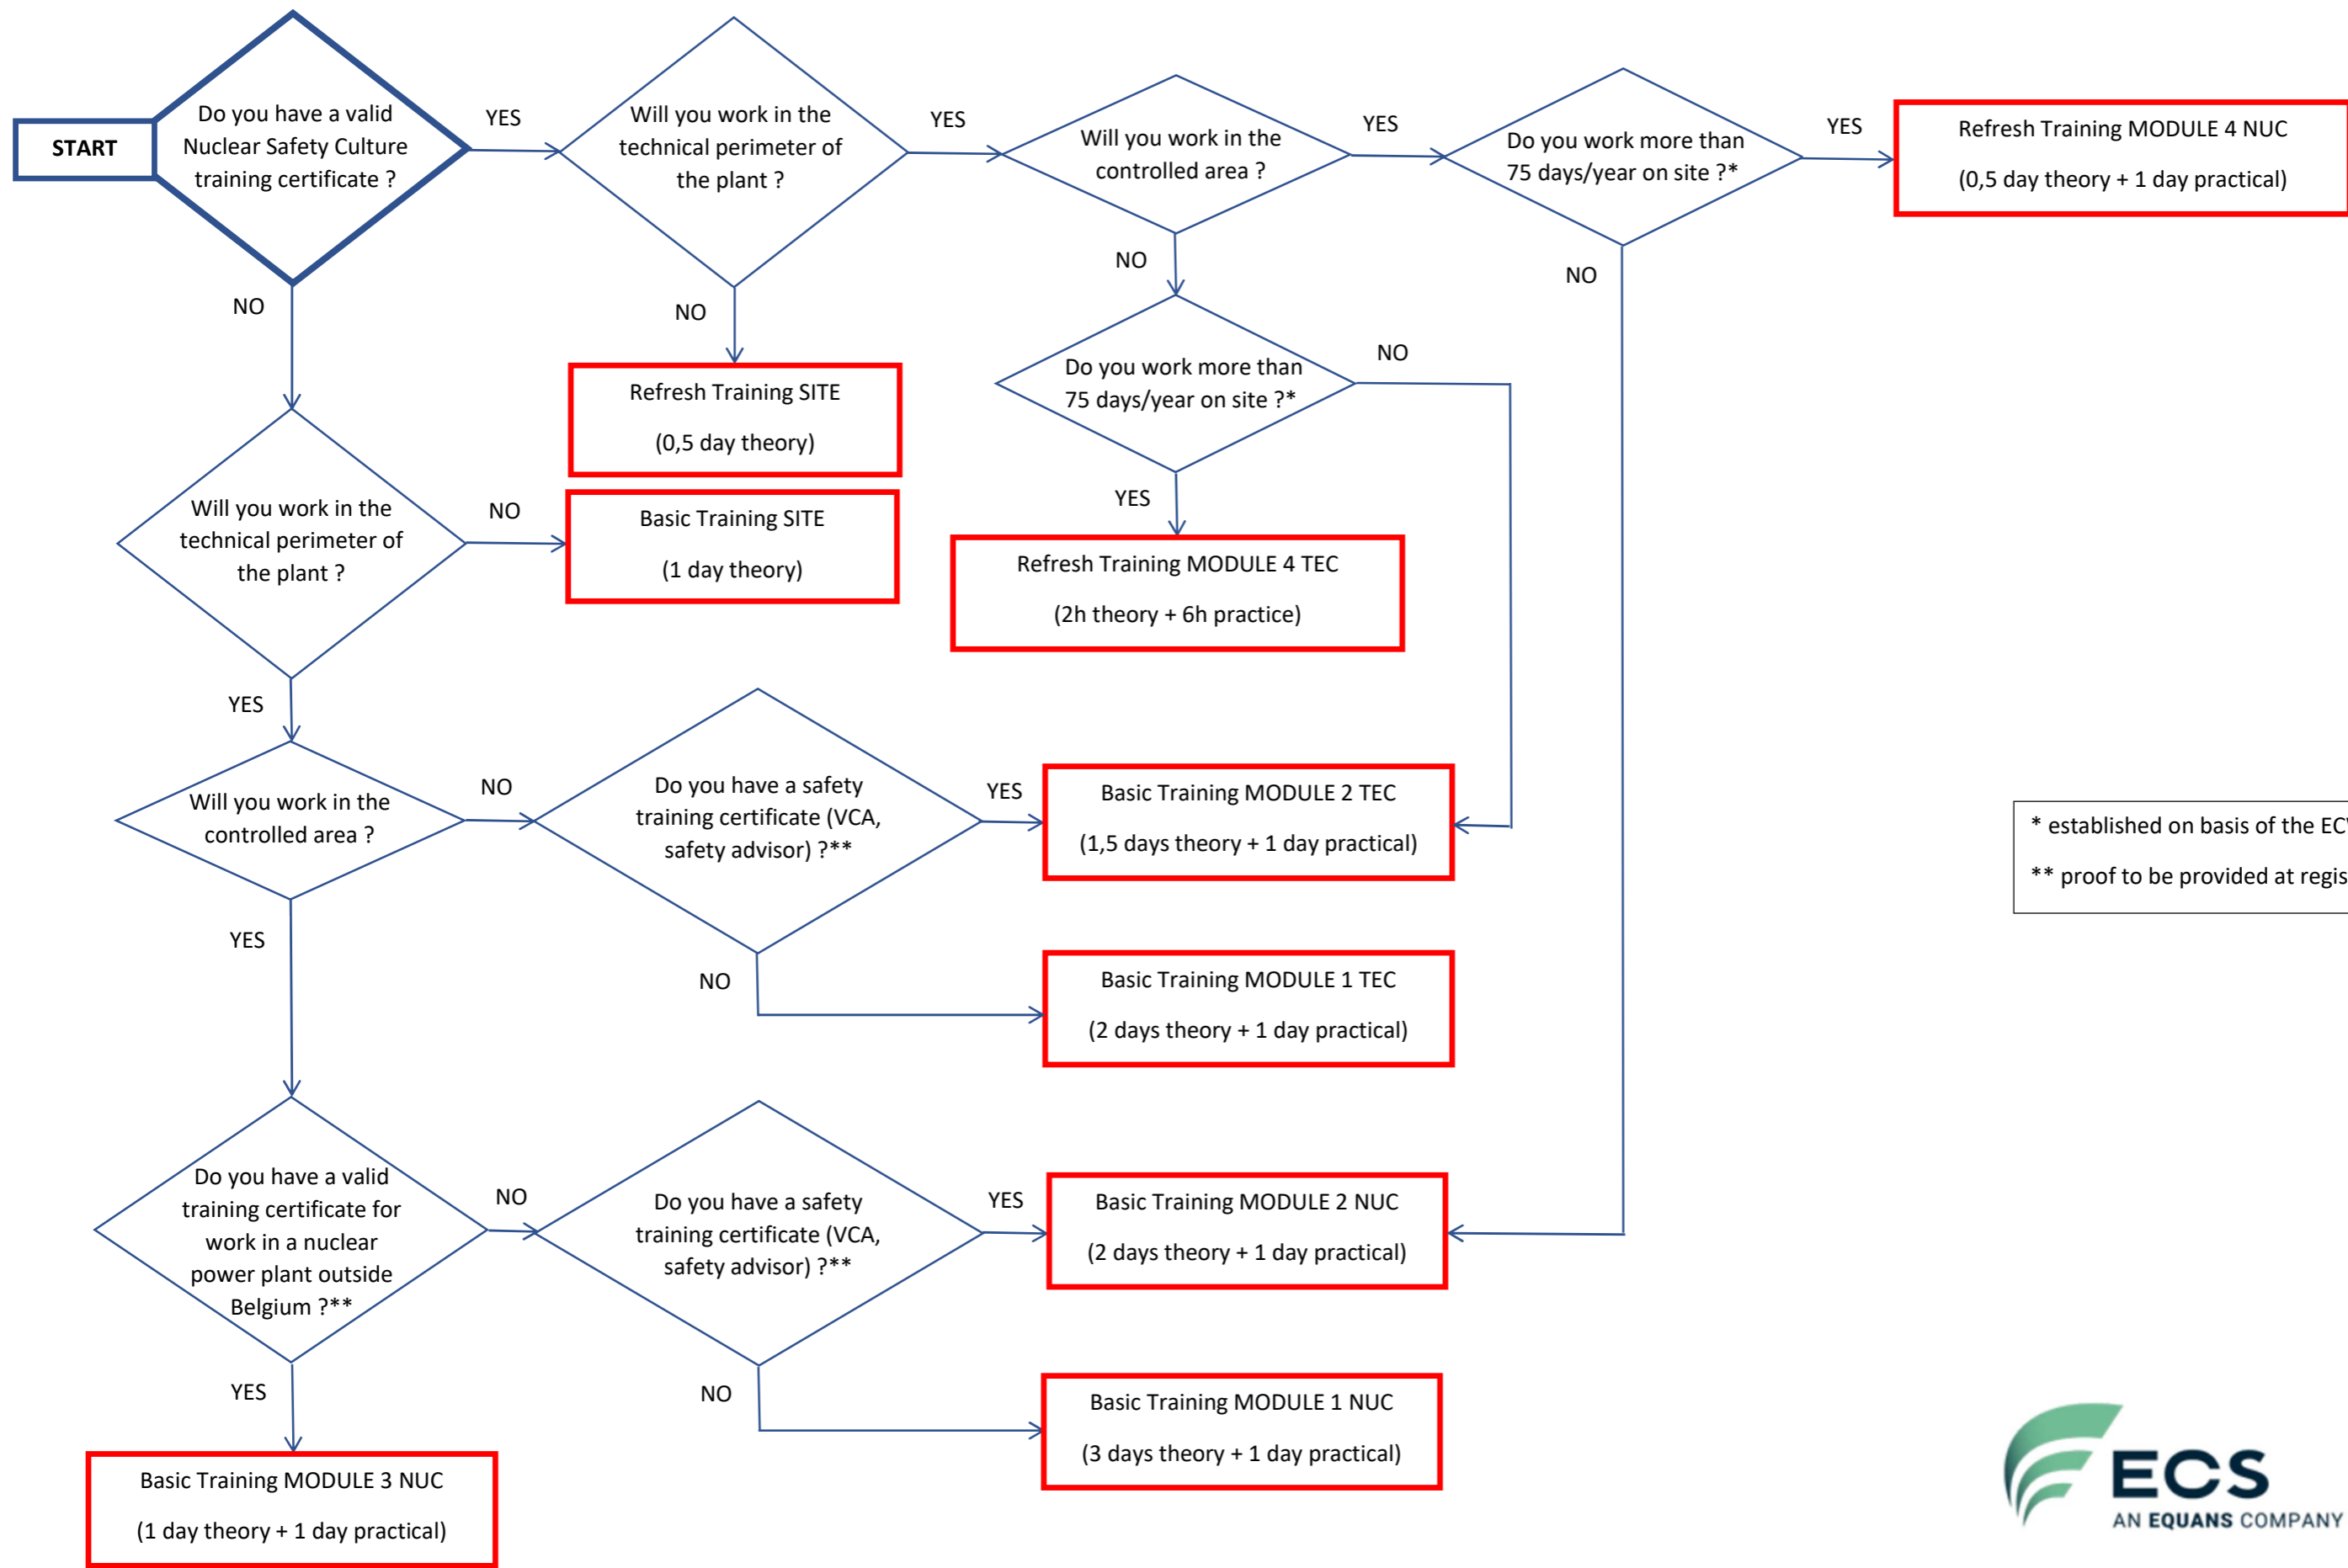 START
Do you have a valid
Nuclear Safety Culture
training certificate ?
YES
Will you work in the
technical perimeter of
the plant ?
YES
Will you work in the
controlled area ?
YES
Do you work more than
75 days/year on site ?*
YES
Refresh Training MODULE 4 NUC
(0,5 day theory + 1 day practical)
NO
NO
NO
NO
Refresh Training SITE
(0,5 day theory)
Do you work more than
75 days/year on site ?*
NO
YES
Refresh Training MODULE 4 TEC
(2h theory + 6h practice)
Will you work in the
technical perimeter of
the plant ?
NO
Basic Training SITE
(1 day theory)
YES
Will you work in the
controlled area ?
NO
Do you have a safety
training certificate (VCA,
safety advisor) ?**
YES
Basic Training MODULE 2 TEC
(1,5 days theory + 1 day practical)
* established on basis of the
** proof to be provided at
YES
NO
Basic Training MODULE 1 TEC
(2 days theory + 1 day practical)
Do you have a valid
training certificate for
work in a nuclear
power plant outside
Belgium ?**
NO
Do you have a safety
training certificate (VCA,
safety advisor) ?**
YES
Basic Training MODULE 2 NUC
(2 days theory + 1 day practical)
YES
NO
Basic Training MODULE 1 NUC
(3 days theory + 1 day practical)
Basic Training MODULE 3 NUC
(1 day theory + 1 day practical)
ECS
AN EQUANS COMPANY